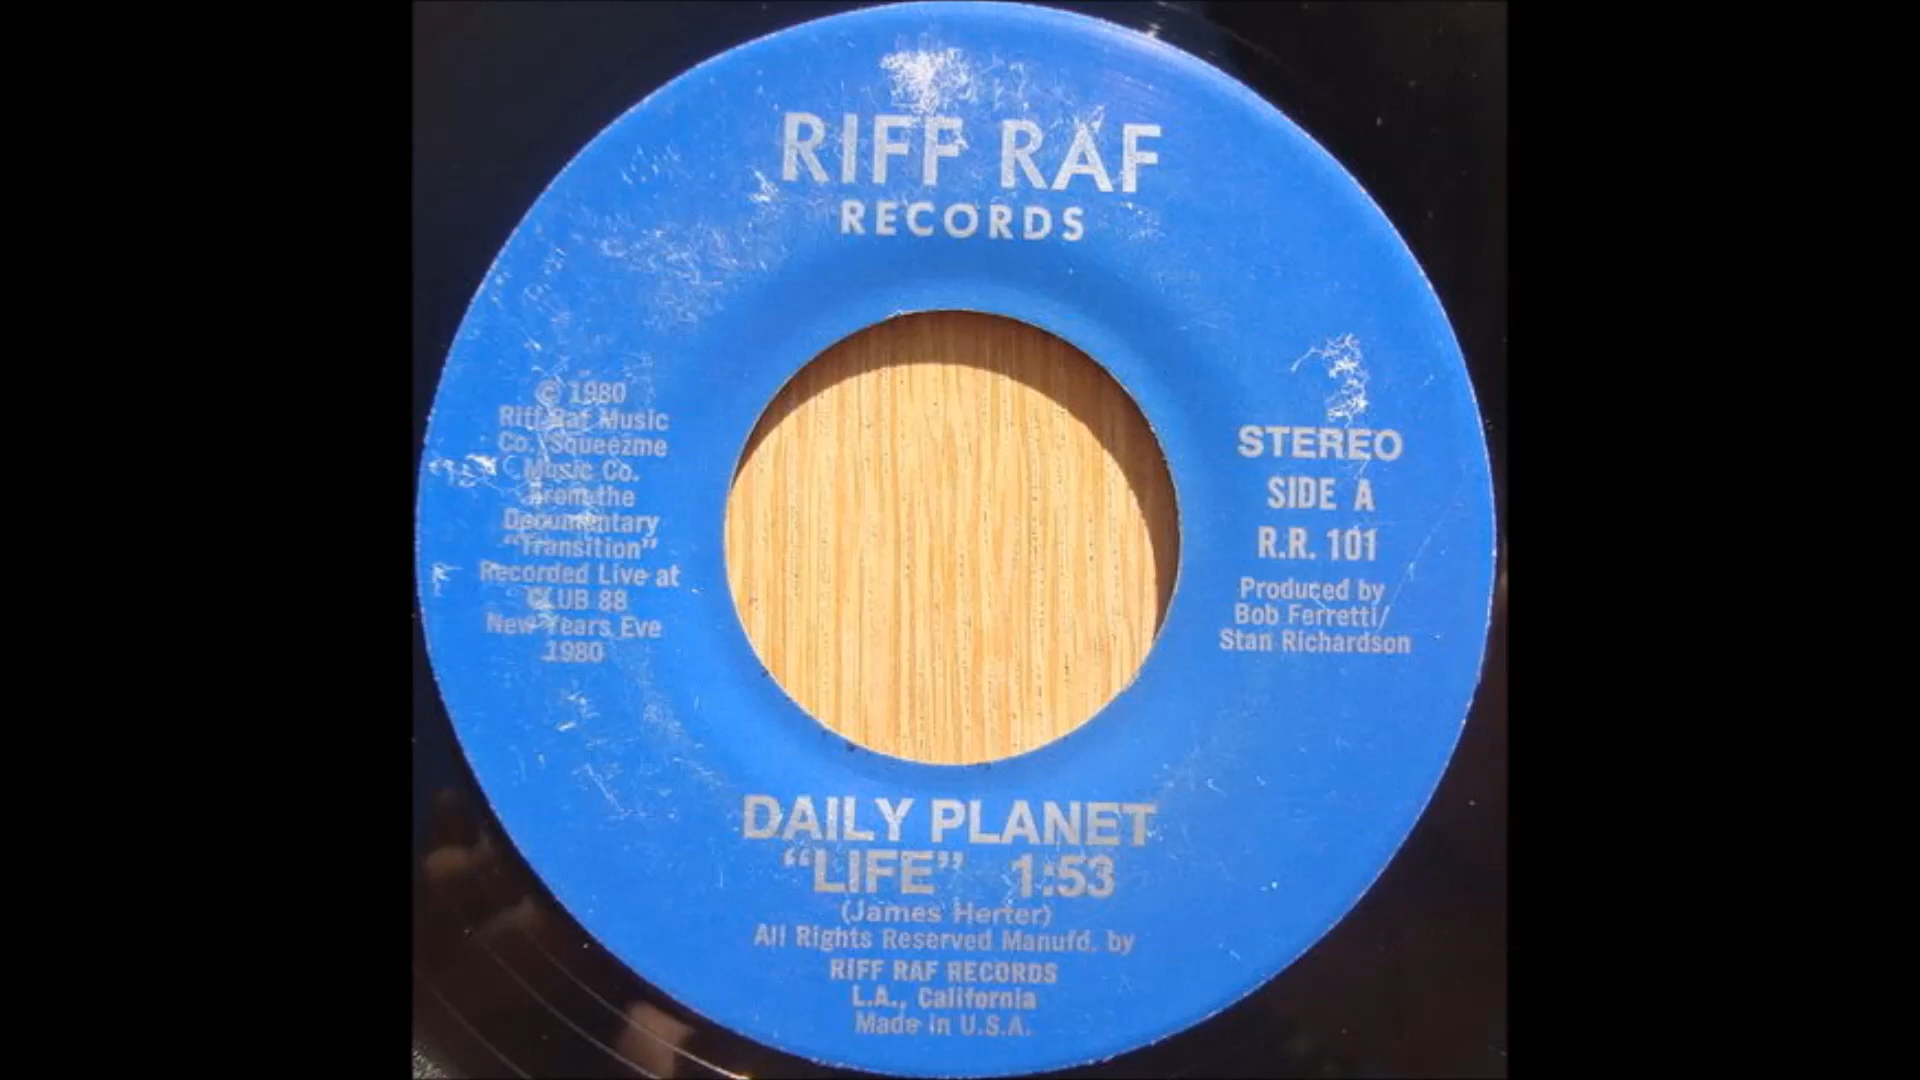 RIFF RAF
RECORDS
© 1980
Riff Raf Music
Co./Squeezme
Music Co.
From the
Documentary
“Transition”
Recorded Live at
CLUB 88
New Years Eve
1980
STEREO
SIDE A
R.R. 101
Produced by
Bob Ferretti/
Stan Richardson
DAILY PLANET
“LIFE” 1:53
(James Herter)
All Rights Reserved Manufd. by
RIFF RAF RECORDS
L.A., California
Made in U.S.A.